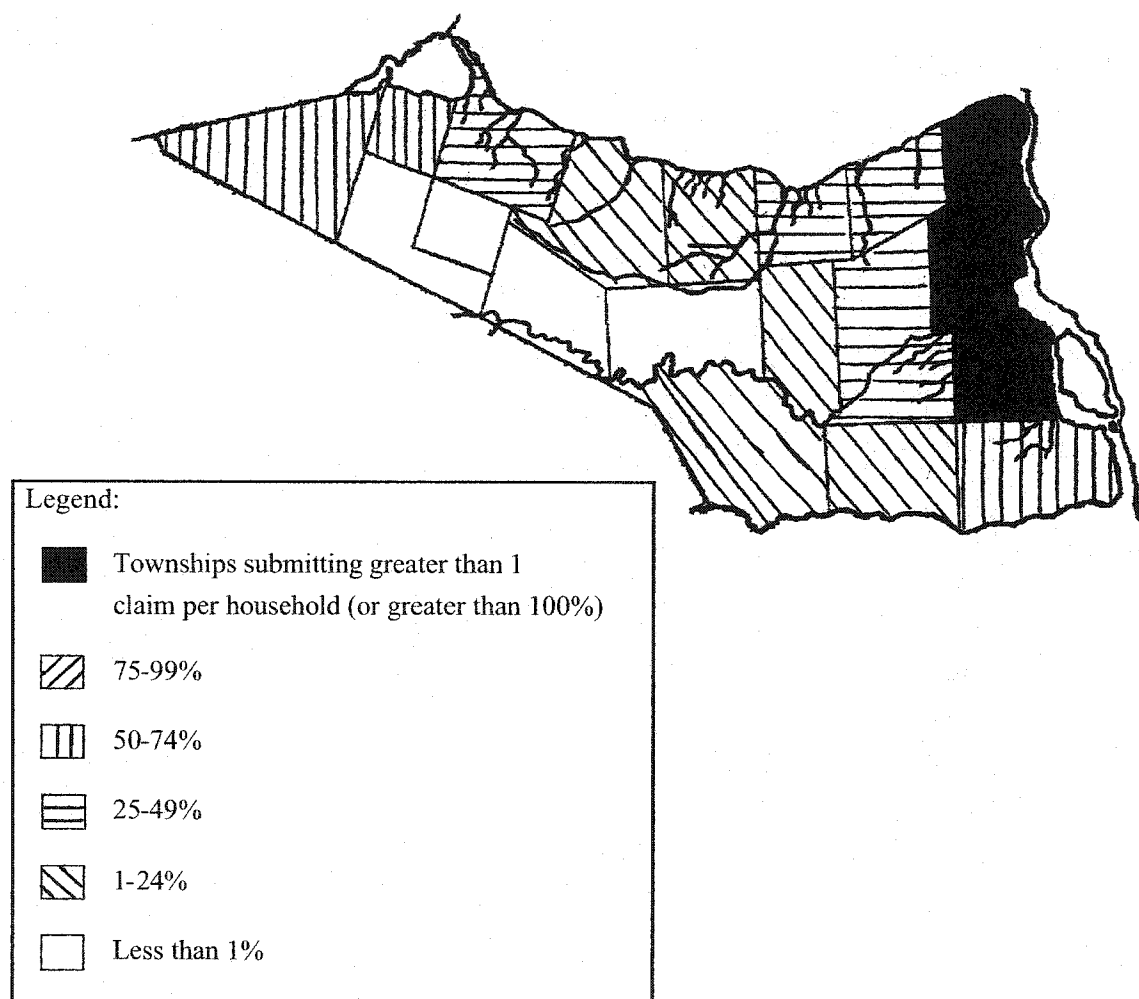 Legend:
Townships submitting greater than 1
claim per household (or greater than 100%)
75-99%
50-74%
25-49%
1-24%
Less than 1%